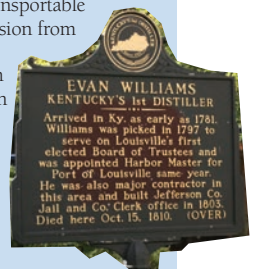 nsportable
sion from
EVAN WILLIAMS
KENTUCKY'S 1st DISTILLER
Arrived in Ky. as early as 1781.
Williams was picked in 1797 to
serve on Louisville's first
elected Board of Trustees and
was appointed Harbor Master for
Port of Louisville same year.
He was also major contractor in
this area and built Jefferson Co.
Jail and Co. Clerk office in 1803.
Died here Oct. 15, 1810. (OVER)